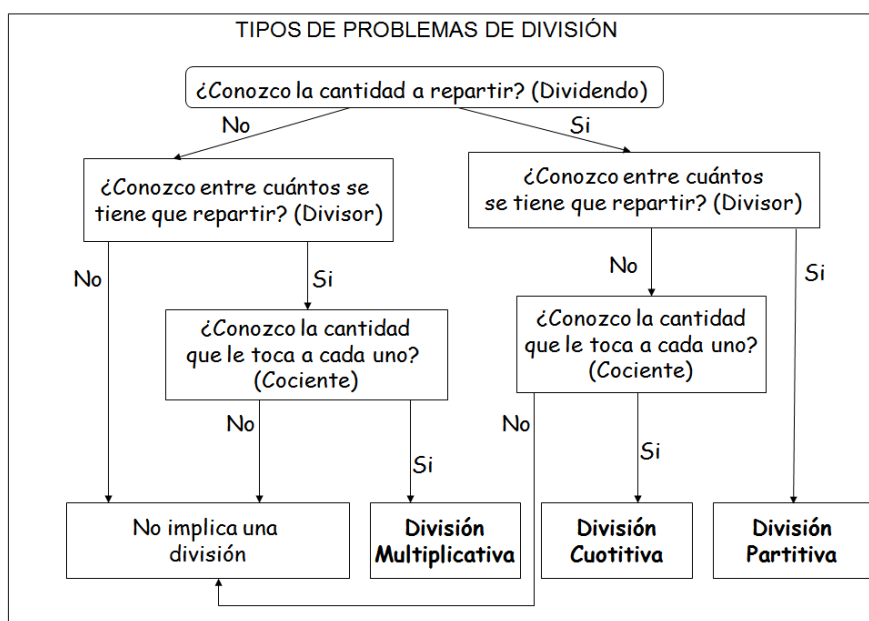 TIPOS DE PROBLEMAS DE DIVISIÓN
¿Conozco la cantidad a repartir? (Dividendo)
No
Si
¿Conozco entre cuántos se
tiene que repartir? (Divisor)
¿Conozco entre cuántos
se tiene que repartir? (Divisor)
No
Si
No
Si
¿Conozco la cantidad
que le toca a cada uno?
(Cociente)
¿Conozco la cantidad
que le toca a cada uno?
(Cociente)
No
Si
No
Si
No implica una
división
División
Multiplicativa
División
Cuotitiva
División
Partitiva